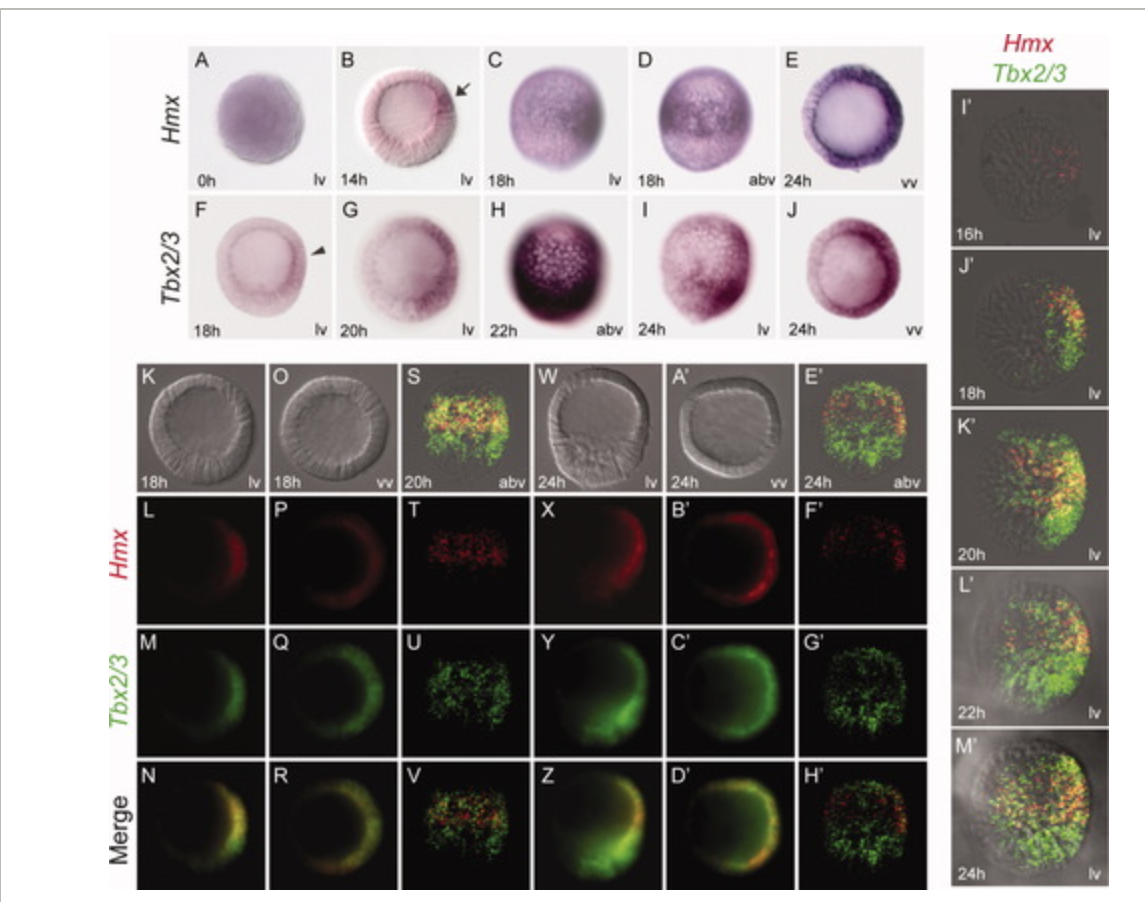 Hmx
Tbx2/3
Hmx
A
0h lv
B
14h lv
C
18h lv
D
18h abv
E
24h vv
Tbx2/3
F
18h lv
G
20h lv
H
22h abv
I
24h lv
J
24h vv
K
18h lv
O
18h vv
S
20h abv
W
24h lv
A'
24h vv
E'
24h abv
Hmx
L
P
T
X
B'
F'
Tbx2/3
M
Q
U
Y
C'
G'
Merge
N
R
V
Z
D'
H'
I'
16h lv
J'
18h lv
K'
20h lv
L'
22h lv
M'
24h lv